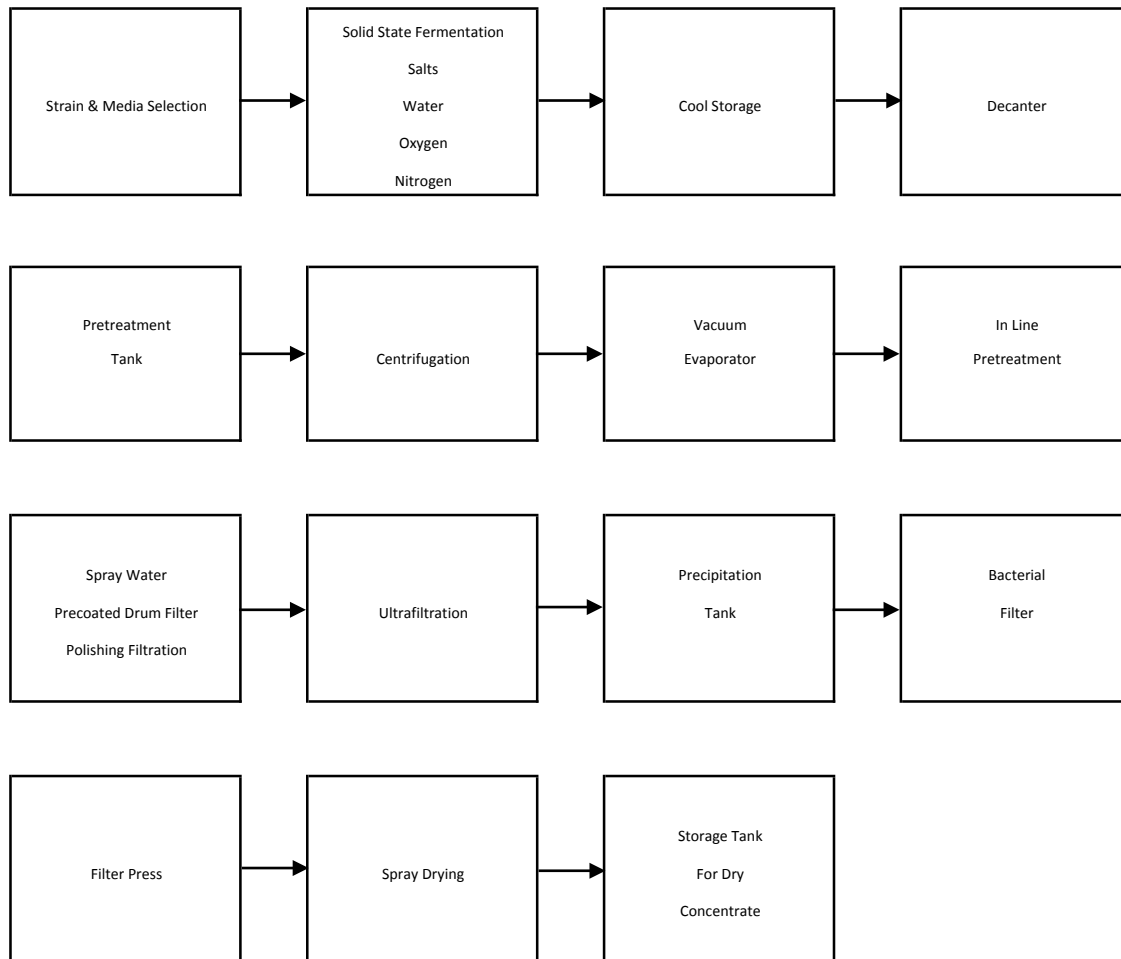 Strain & Media Selection
Solid State Fermentation
Salts
Water
Oxygen
Nitrogen
Cool Storage
Decanter
Pretreatment
Tank
Centrifugation
Vacuum
Evaporator
In Line
Pretreatment
Spray Water
Precoated Drum Filter
Polishing Filtration
Ultrafiltration
Precipitation
Tank
Bacterial
Filter
Filter Press
Spray Drying
Storage Tank
For Dry
Concentrate